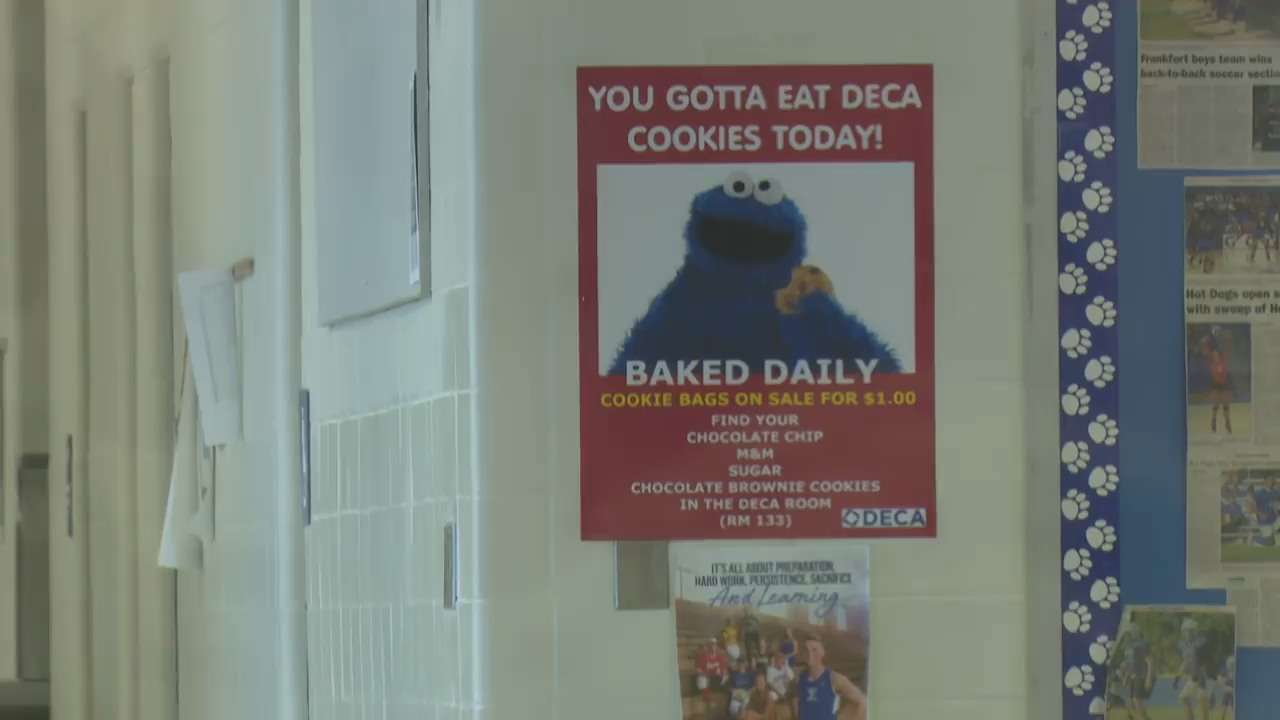 YOU GOTTA EAT DECA
COOKIES TODAY!
BAKED DAILY
COOKIE BAGS ON SALE FOR $1.00
FIND YOUR
CHOCOLATE CHIP
M&M
SUGAR
CHOCOLATE BROWNIE COOKIES
IN THE DECA ROOM
(RM 133)
DECA
IT'S ALL ABOUT PREPARATION,
HARD WORK, PERSISTENCE, SACRIFICE
And Learning
Frankfort boys team wins
back-to-back soccer
Hot Dogs open
with sweep of